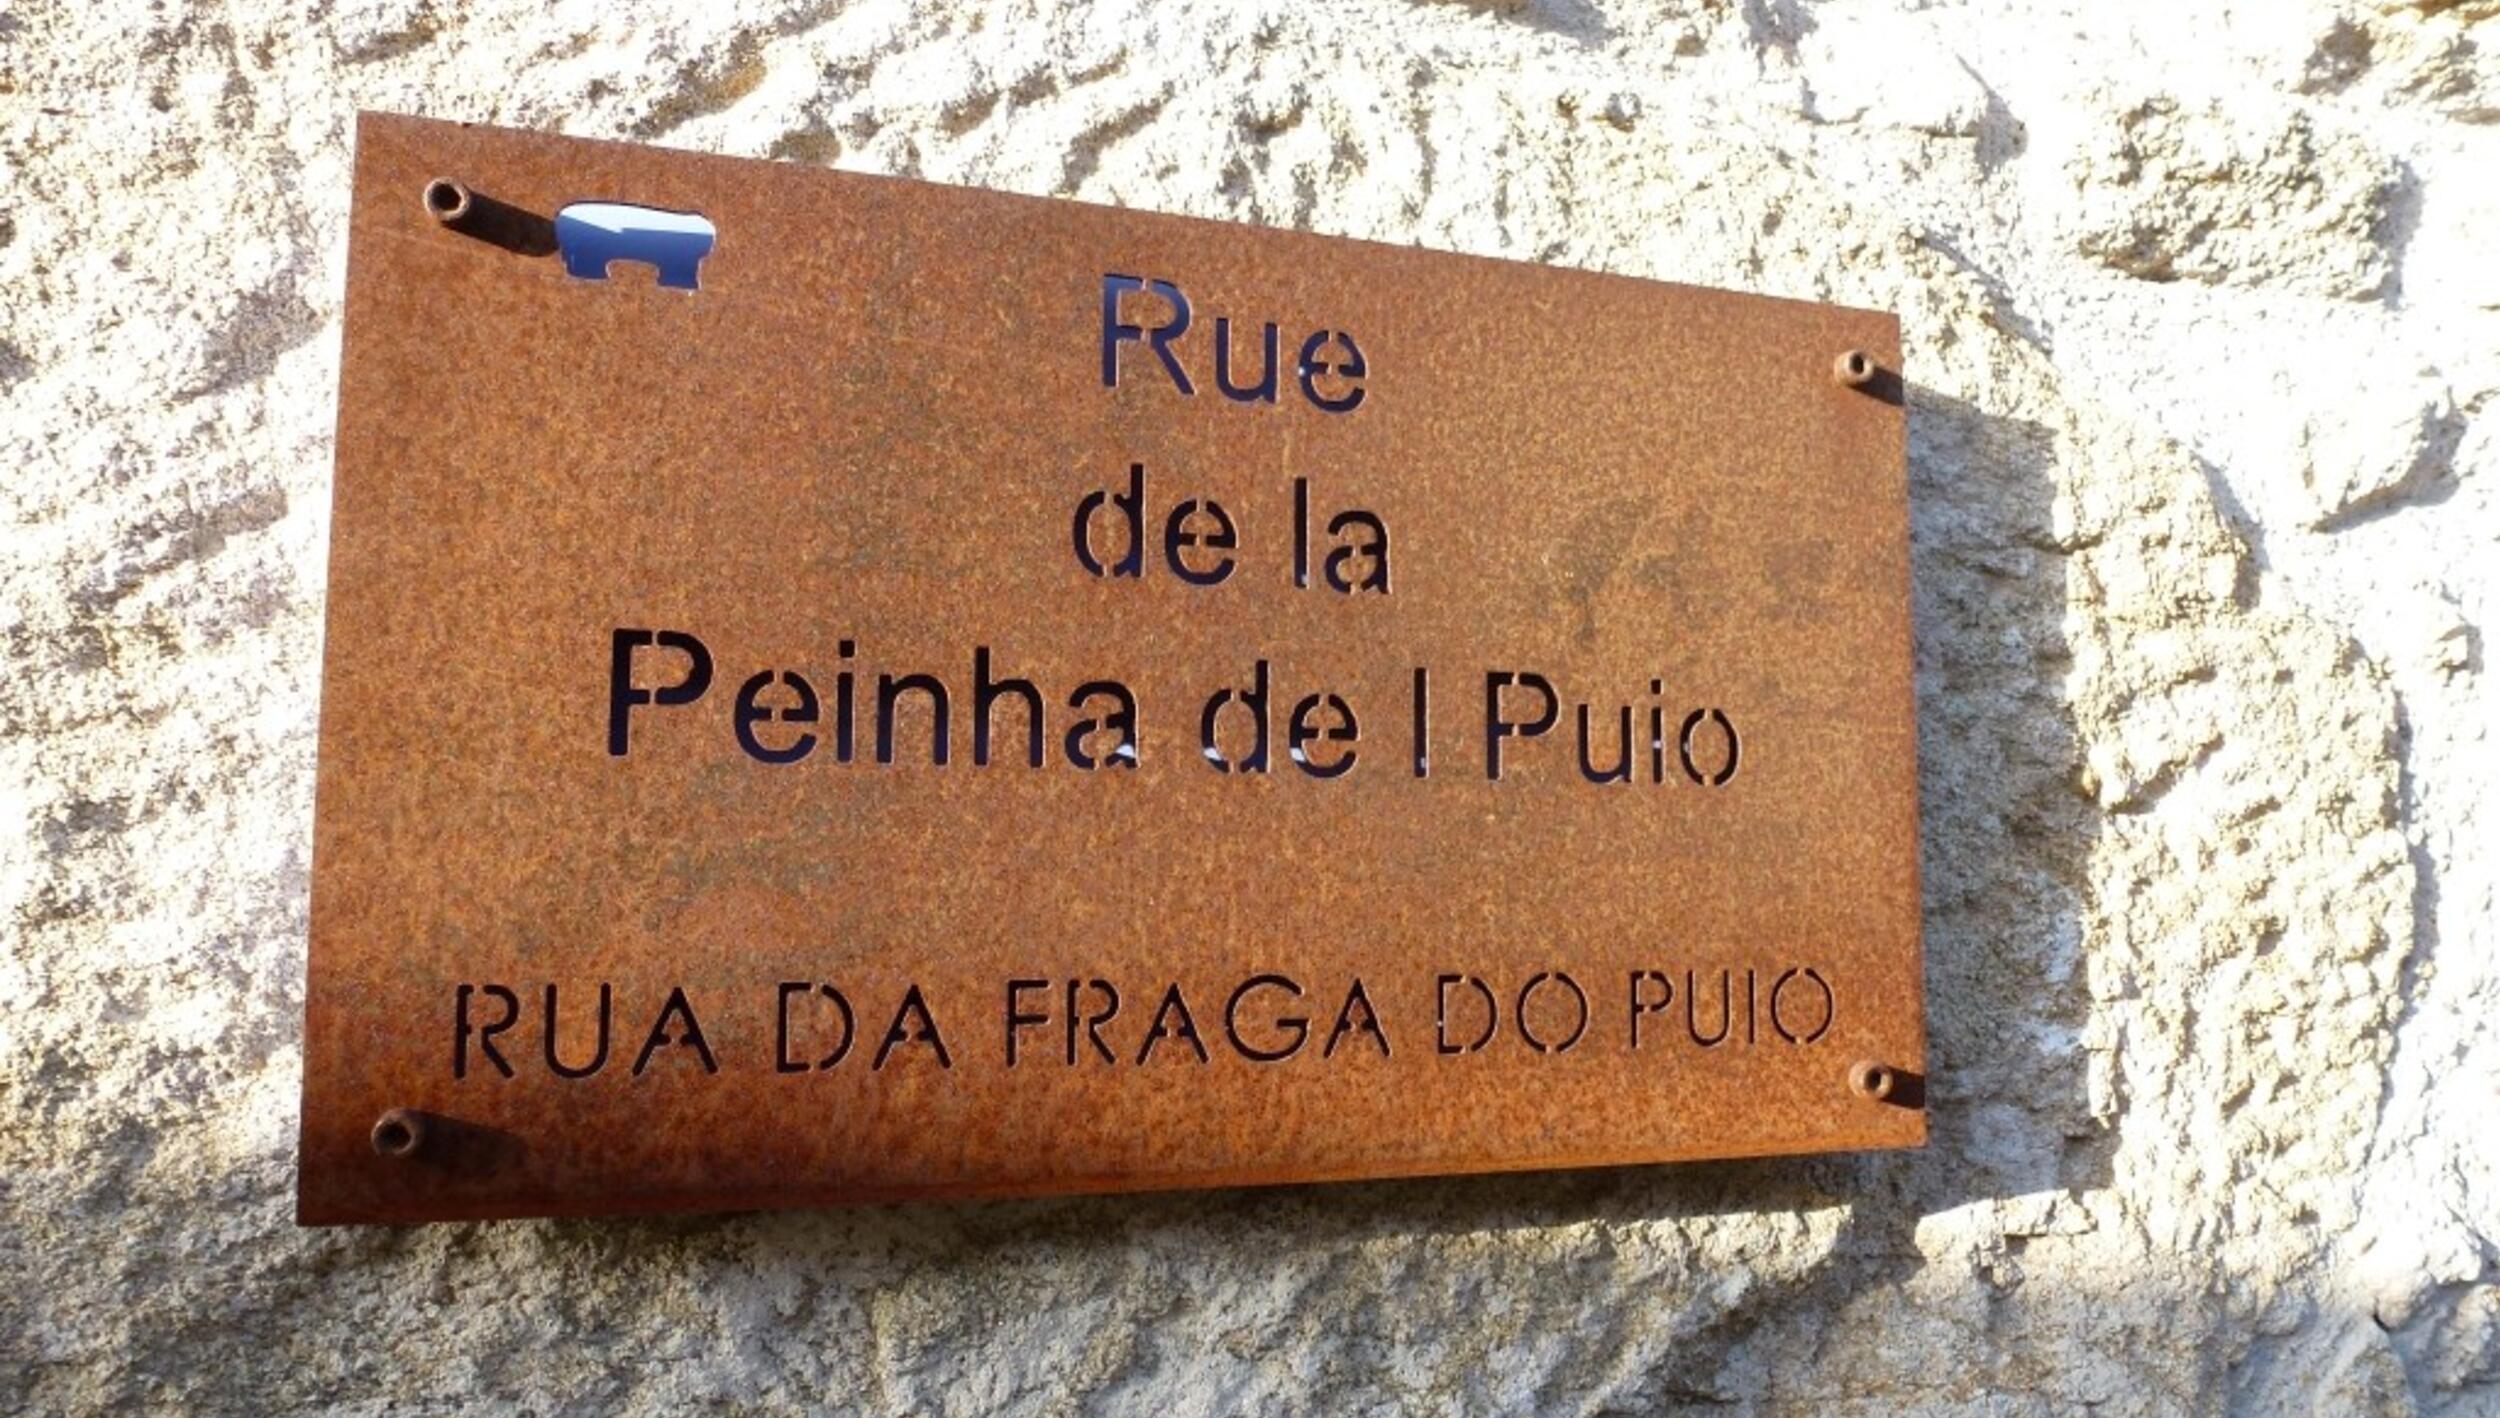 Rue
de la
Peinha de l Puio
RUA DA FRAGA DO PUIO